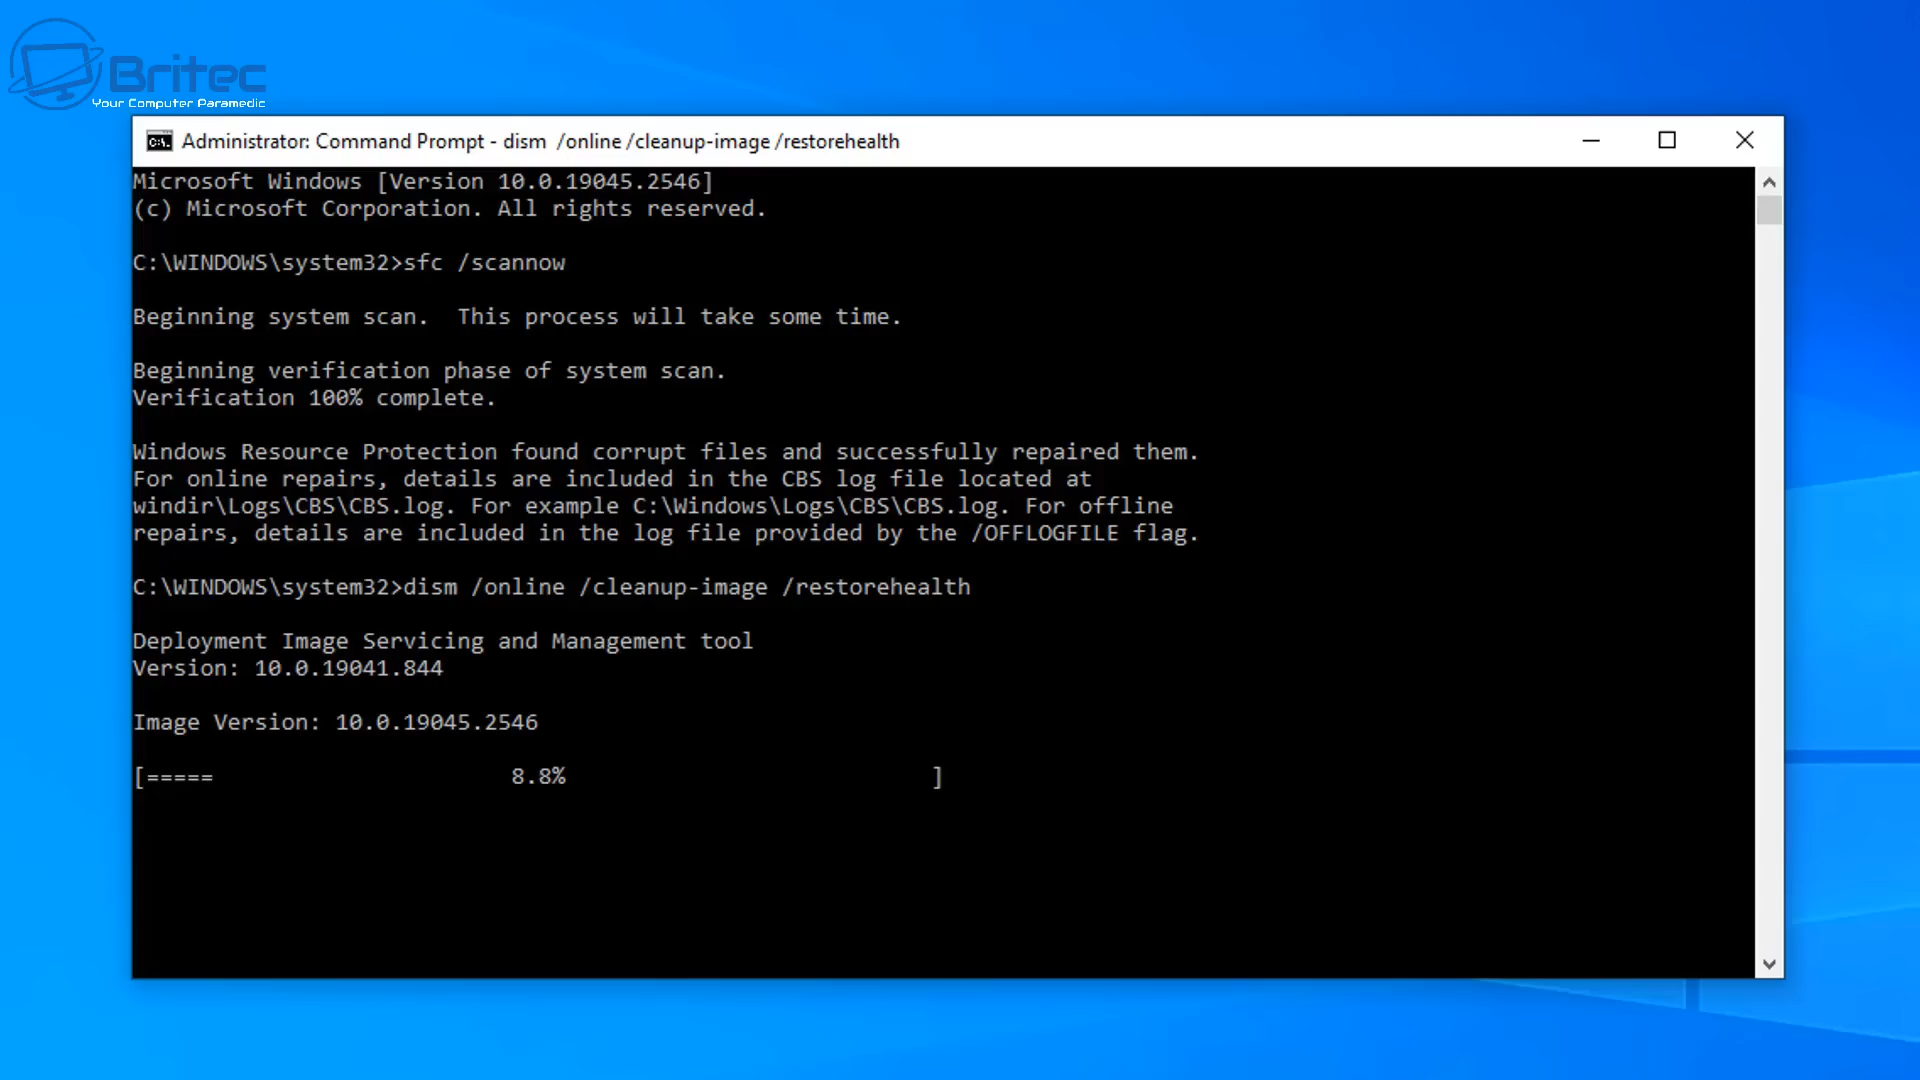 Britec
Your Computer Paramedic
Administrator: Command Prompt - dism  /online /cleanup-image /restorehealth
Microsoft Windows [Version 10.0.19045.2546]
(c) Microsoft Corporation. All rights reserved.
C:\WINDOWS\system32>sfc /scannow
Beginning system scan.  This process will take some time.
Beginning verification phase of system scan.
Verification 100% complete.
Windows Resource Protection found corrupt files and successfully repaired them.
For online repairs, details are included in the CBS log file located at
windir\Logs\CBS\CBS.log. For example C:\Windows\Logs\CBS\CBS.log. For offline
repairs, details are included in the log file provided by the /OFFLOGFILE flag.
C:\WINDOWS\system32>dism /online /cleanup-image /restorehealth
Deployment Image Servicing and Management tool
Version: 10.0.19041.844
Image Version: 10.0.19045.2546
[=====                      8.8%                           ]